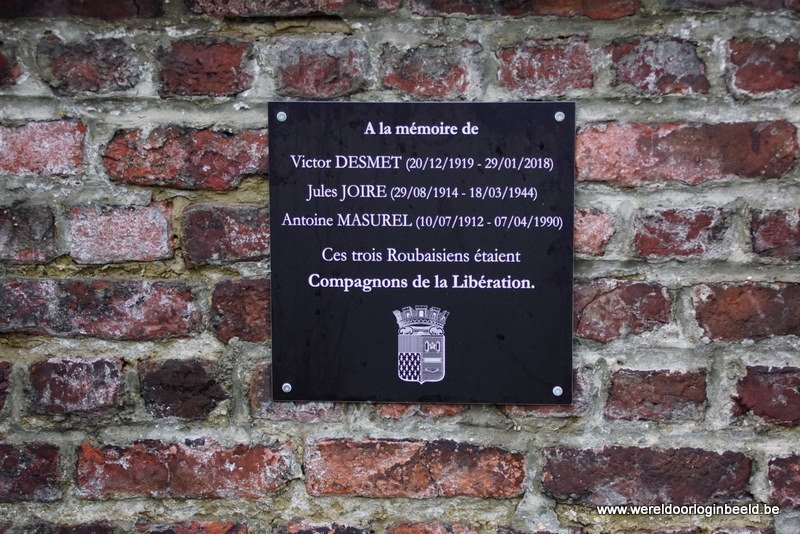 A la mémoire de
Victor DESMET (20/12/1919 - 29/01/2018)
Jules JOIRE (29/08/1914 - 18/03/1944)
Antoine MASUREL (10/07/1912 - 07/04/1990)
Ces trois Roubaisiens étaient
Compagnons de la Libération.
www.wereldoorloginbeeld.be